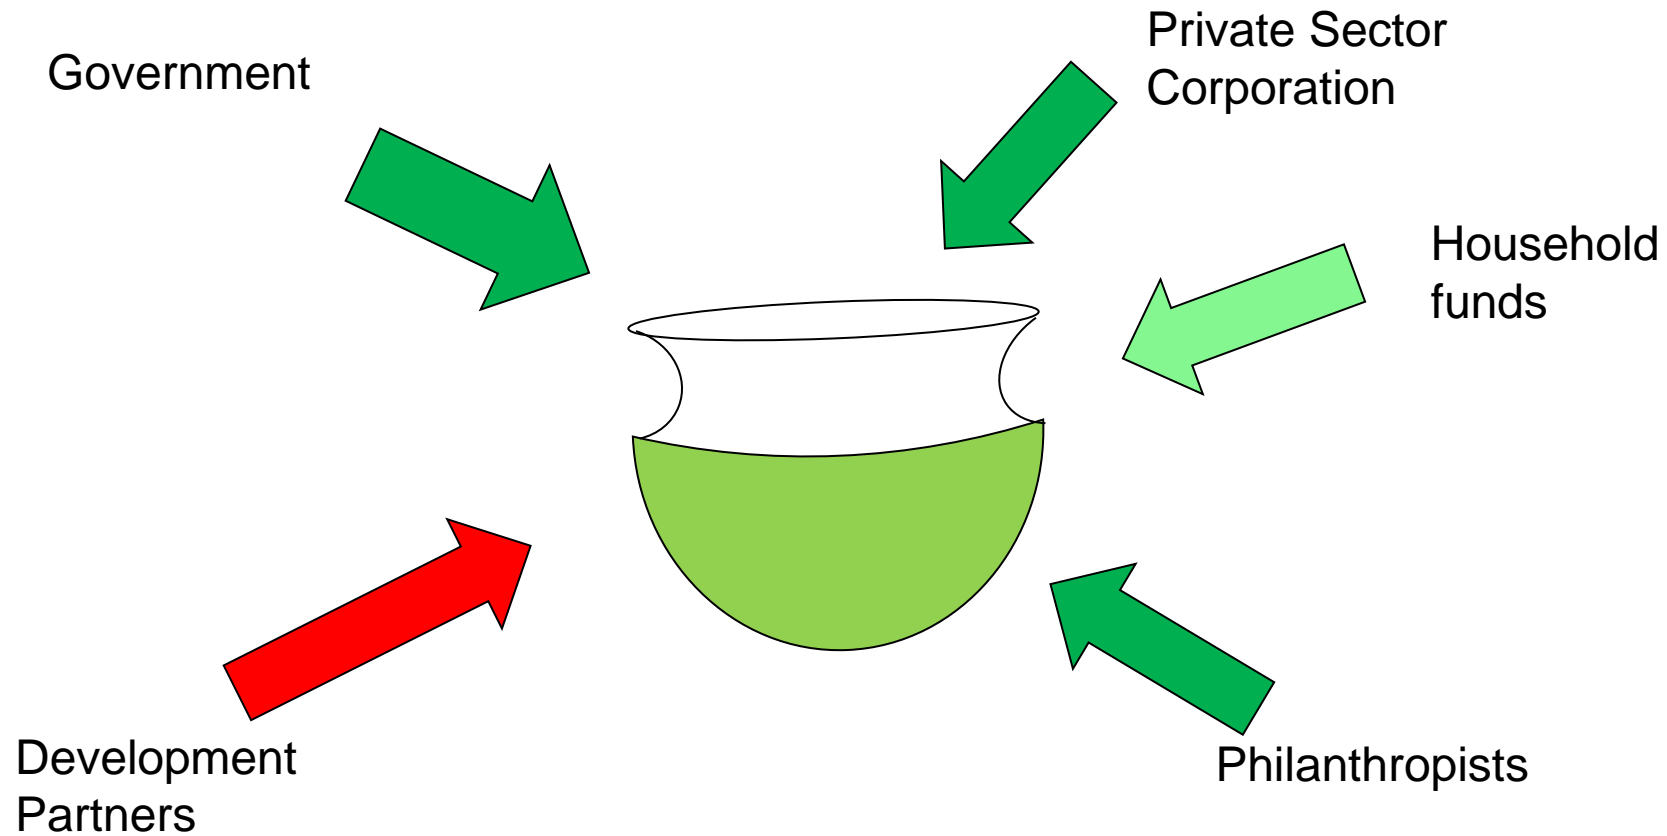 Government
Private Sector
Corporation
Household
funds
Development
Partners
Philanthropists